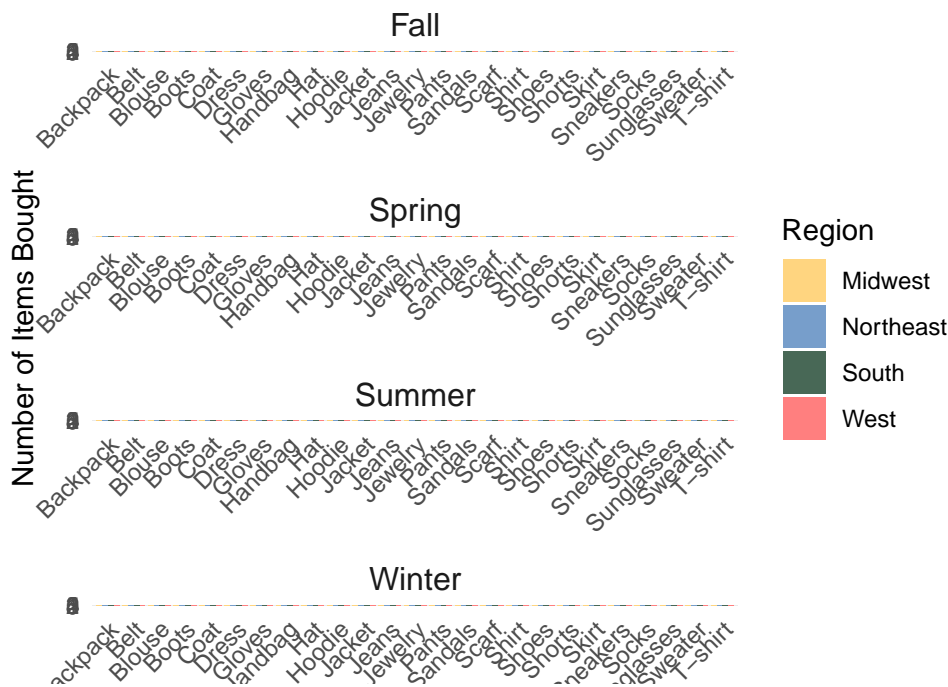 Fall
Backpack
Belt
Blouse
Boots
Coat
Dress
Gloves
Handbag
Hat
Hoodie
Jacket
Jeans
Jewelry
Pants
Sandals
Scarf
Shirt
Shoes
Shorts
Skirt
Sneakers
Socks
Sunglasses
Sweater
T−shirt
Number of Items Bought
Spring
Backpack
Belt
Blouse
Boots
Coat
Dress
Gloves
Handbag
Hat
Hoodie
Jacket
Jeans
Jewelry
Pants
Sandals
Scarf
Shirt
Shoes
Shorts
Skirt
Sneakers
Socks
Sunglasses
Sweater
T−shirt
Summer
Backpack
Belt
Blouse
Boots
Coat
Dress
Gloves
Handbag
Hat
Hoodie
Jacket
Jeans
Jewelry
Pants
Sandals
Scarf
Shirt
Shoes
Shorts
Skirt
Sneakers
Socks
Sunglasses
Sweater
T−shirt
Winter
Belt
Blouse
Boots
Coat
Dress
Gloves
Hat
Hoodie
Jacket
Jeans
Jewelry
Pants
Sandals
Scarf
Shirt
Shoes
Shorts
Skirt
Socks
Sweater
T−shirt
Region
Midwest
Northeast
South
West